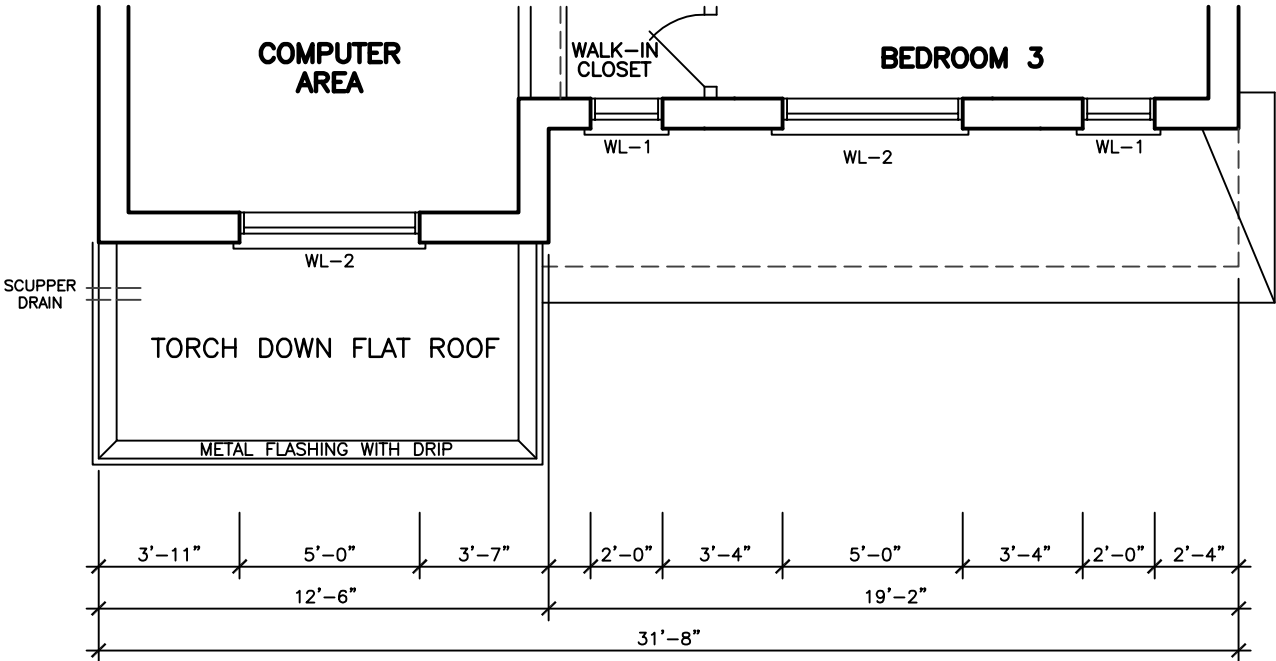 COMPUTER
AREA
WALK-IN
CLOSET
BEDROOM 3
WL-1
WL-2
WL-1
WL-2
SCUPPER
DRAIN
TORCH DOWN FLAT ROOF
METAL FLASHING WITH DRIP
3'-11" 5'-0" 3'-7" 2'-0" 3'-4" 5'-0" 3'-4" 2'-0" 2'-4"
12'-6" 19'-2"
31'-8"